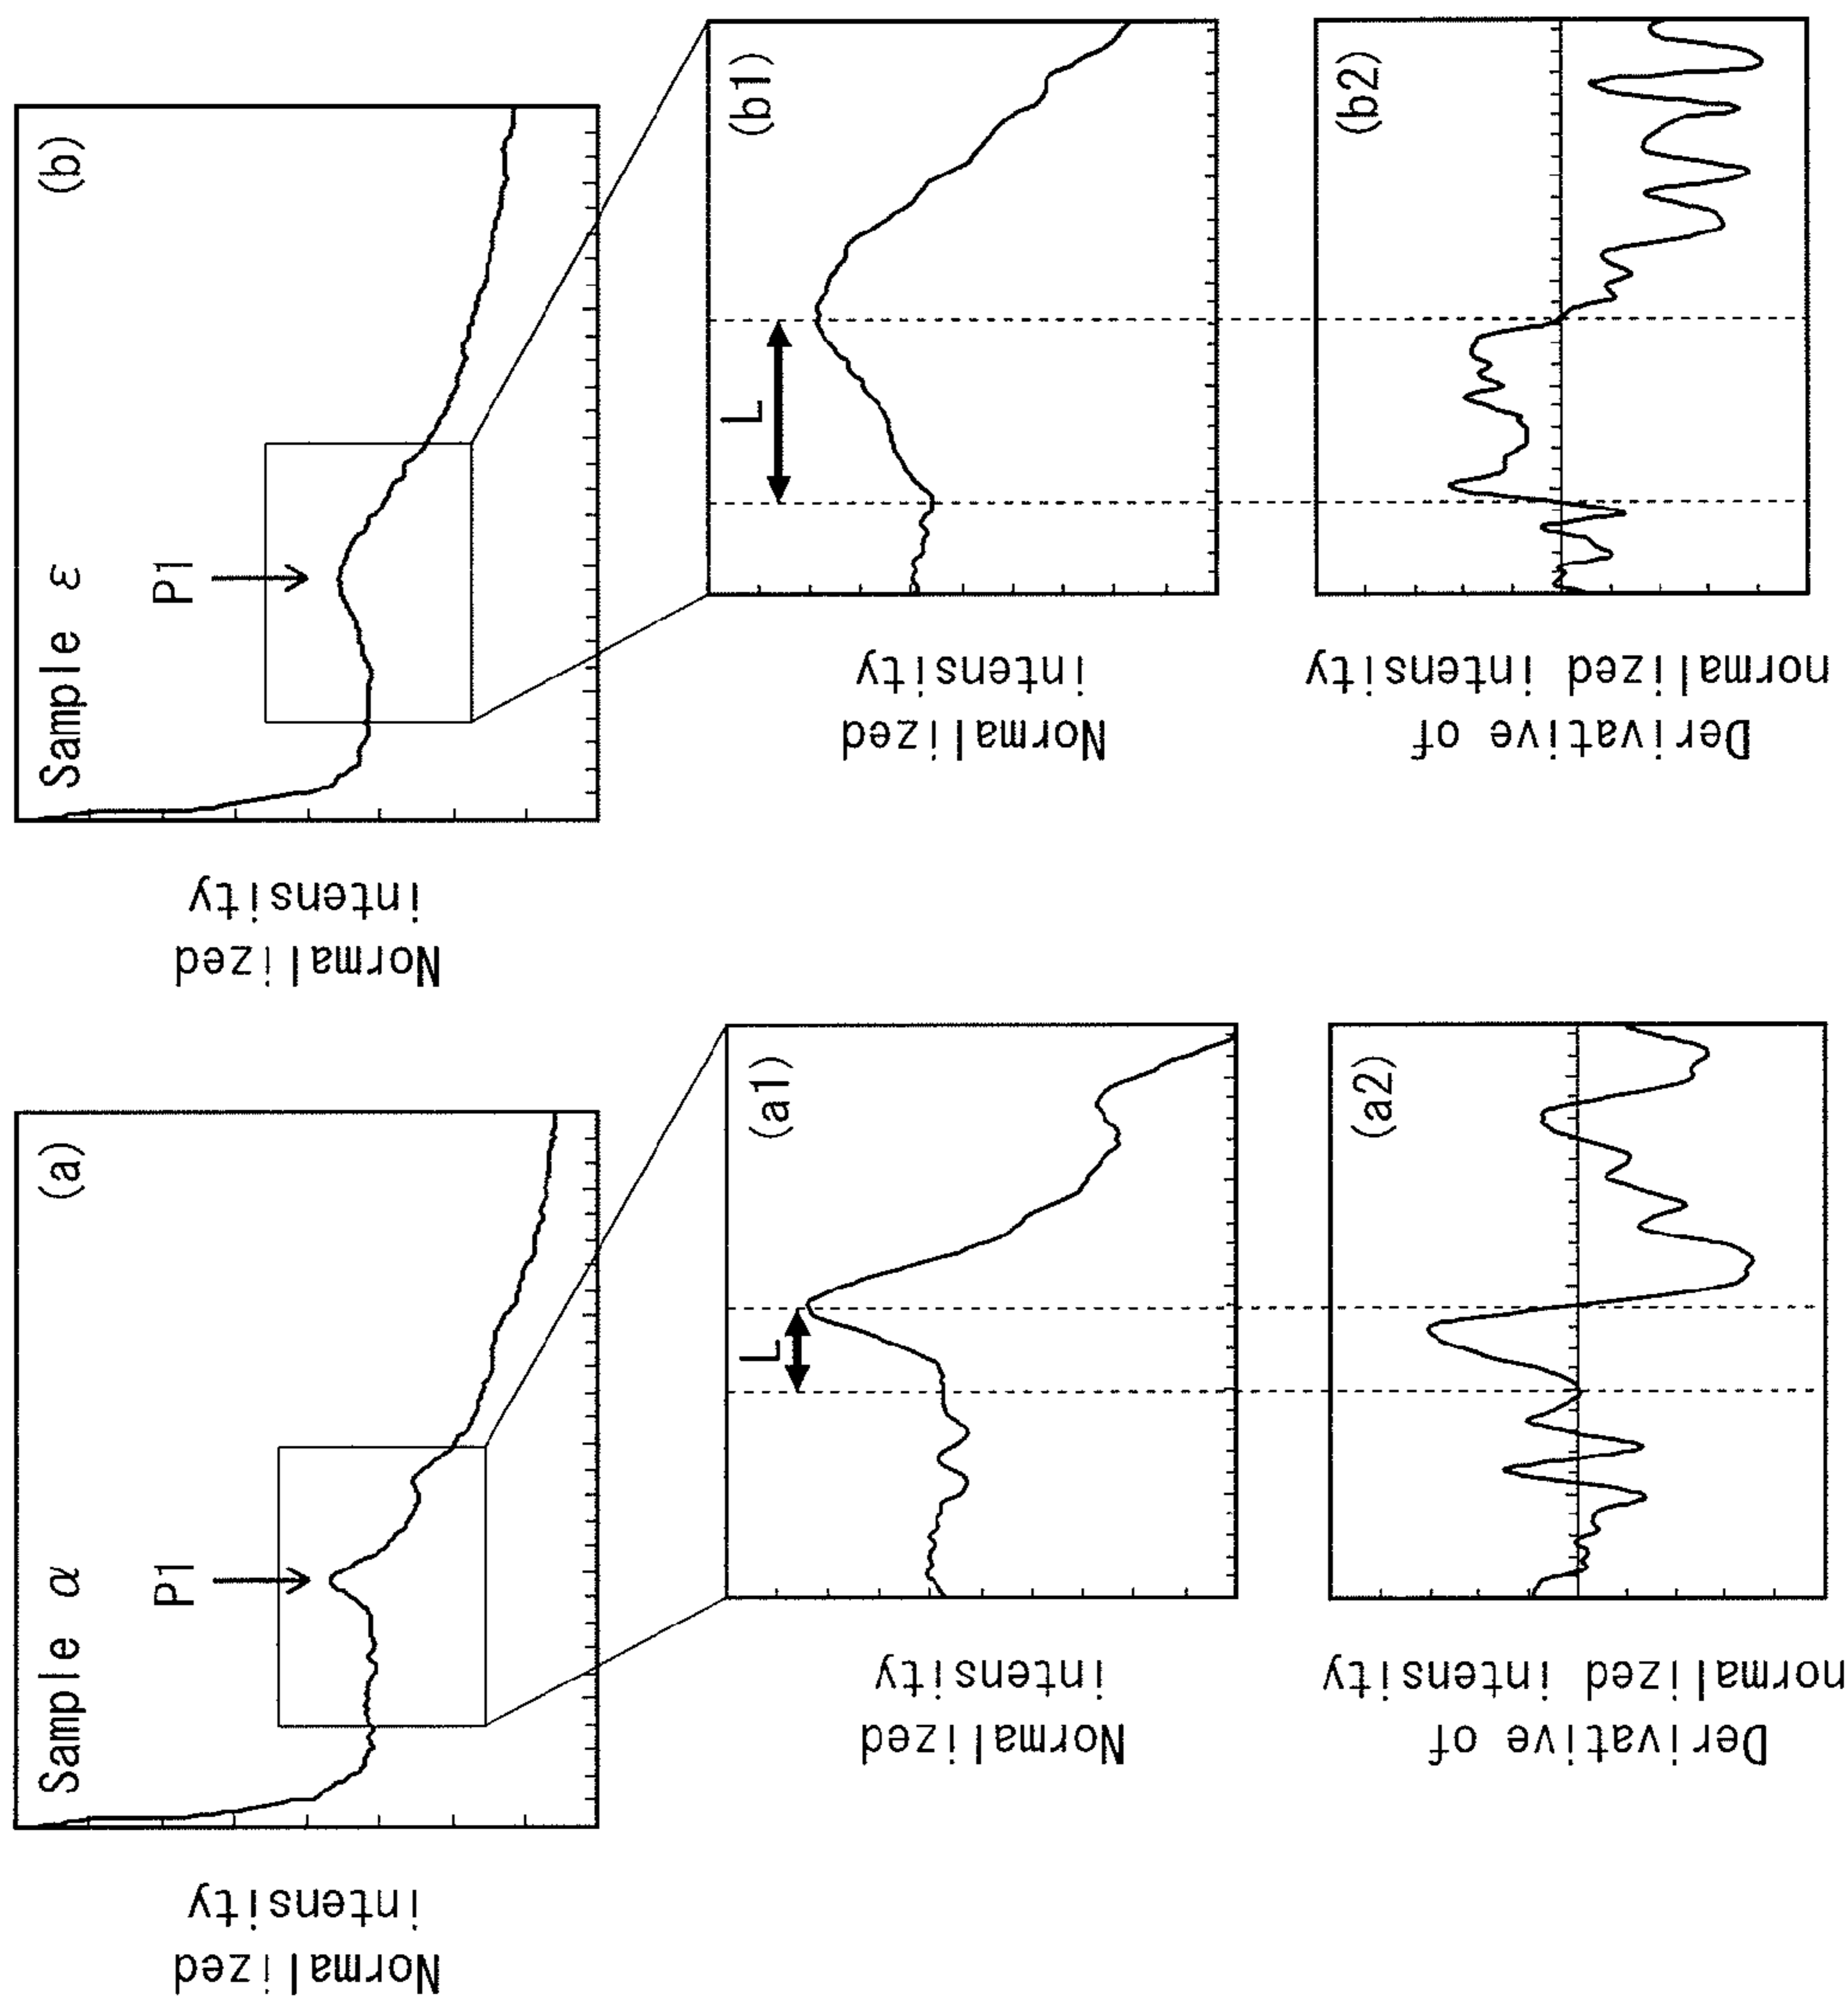 Sample α
(a)
P1
Normalized
intensity
(a1)
L
Normalized
intensity
(a2)
Derivative of
normalized intensity
Sample ε
(b)
P1
Normalized
intensity
(b1)
L
Normalized
intensity
(b2)
Derivative of
normalized intensity